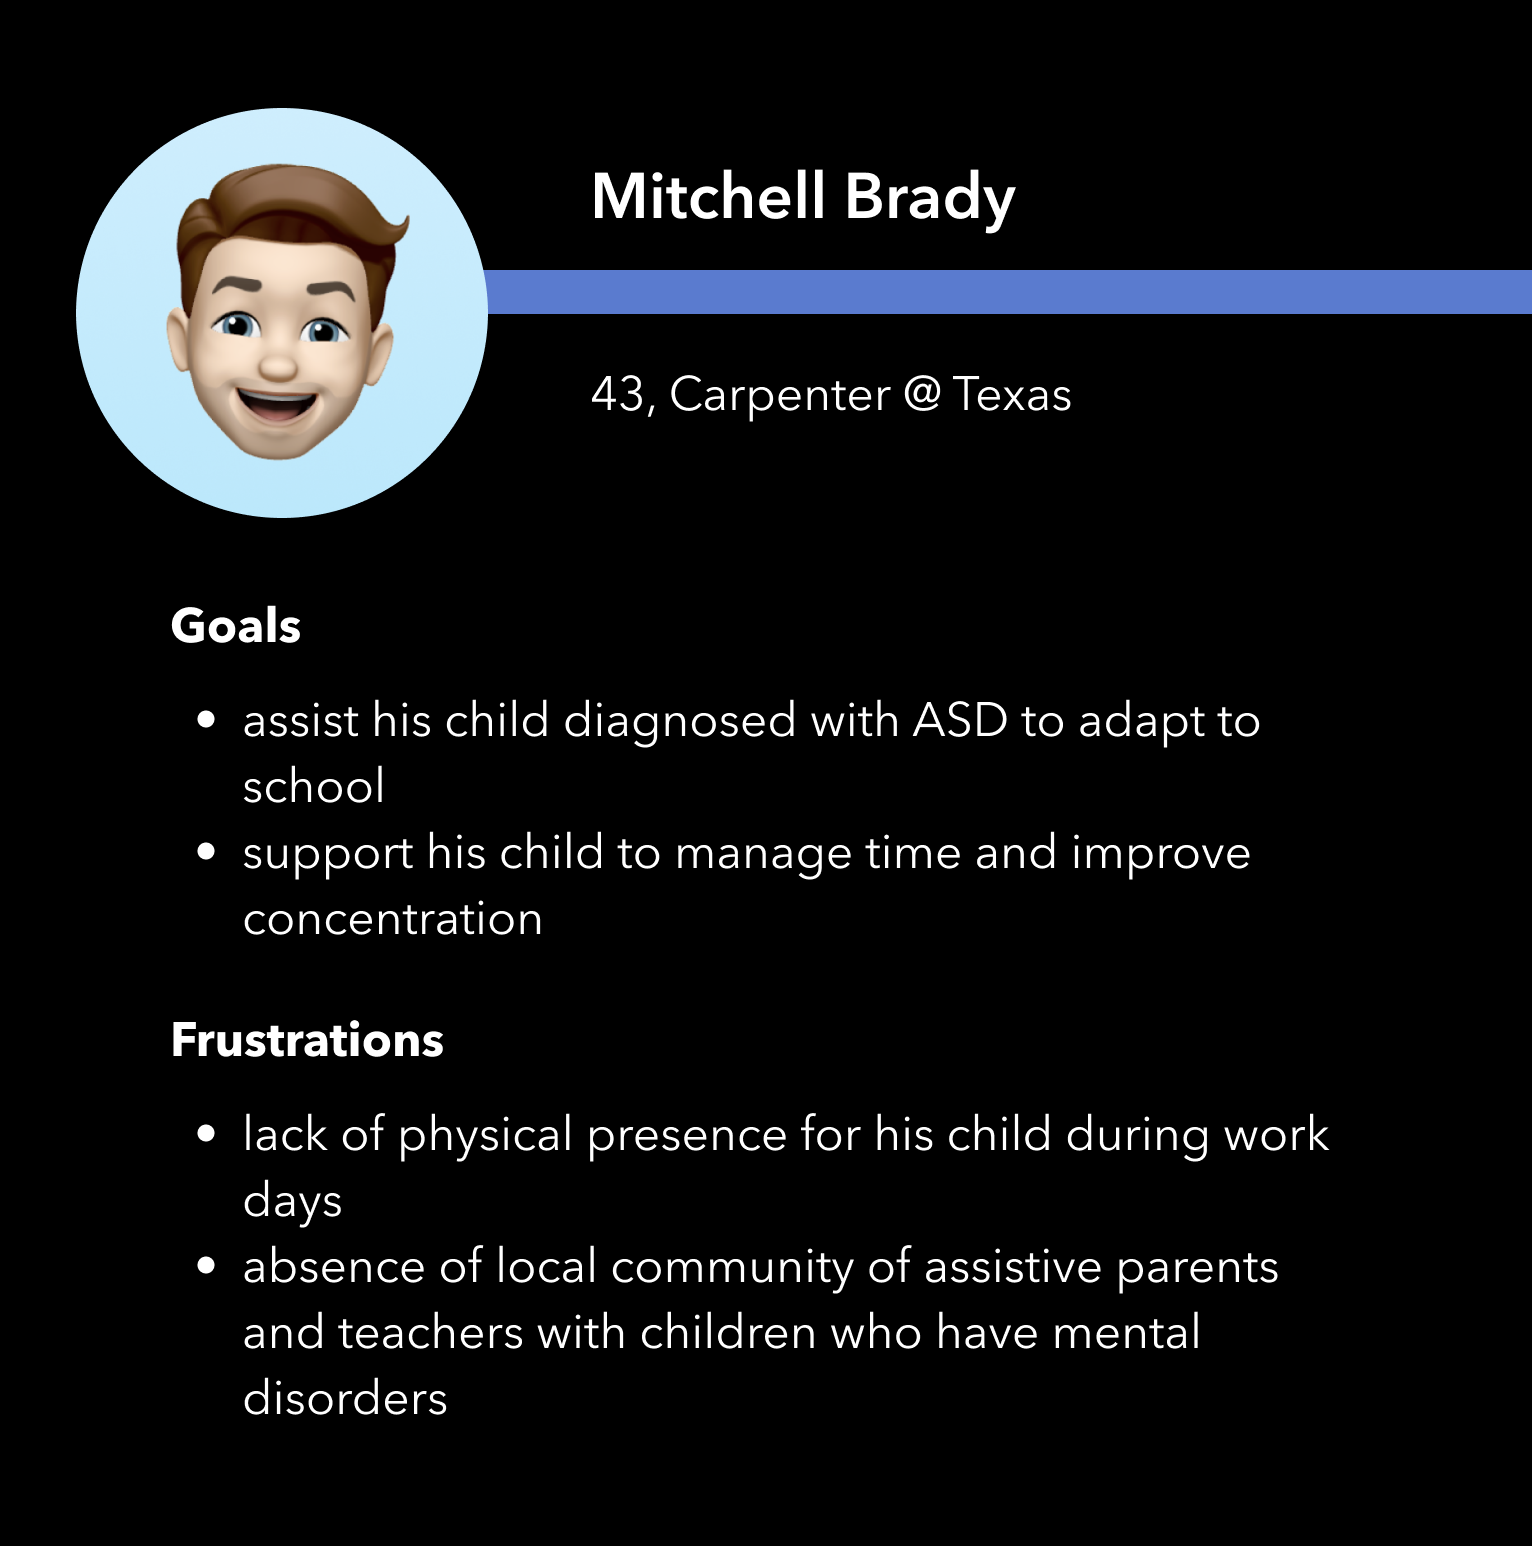 Mitchell Brady
43, Carpenter @ Texas
Goals
• assist his child diagnosed with ASD to adapt to
school
• support his child to manage time and improve
concentration
Frustrations
• lack of physical presence for his child during work
days
• absence of local community of assistive parents
and teachers with children who have mental
disorders